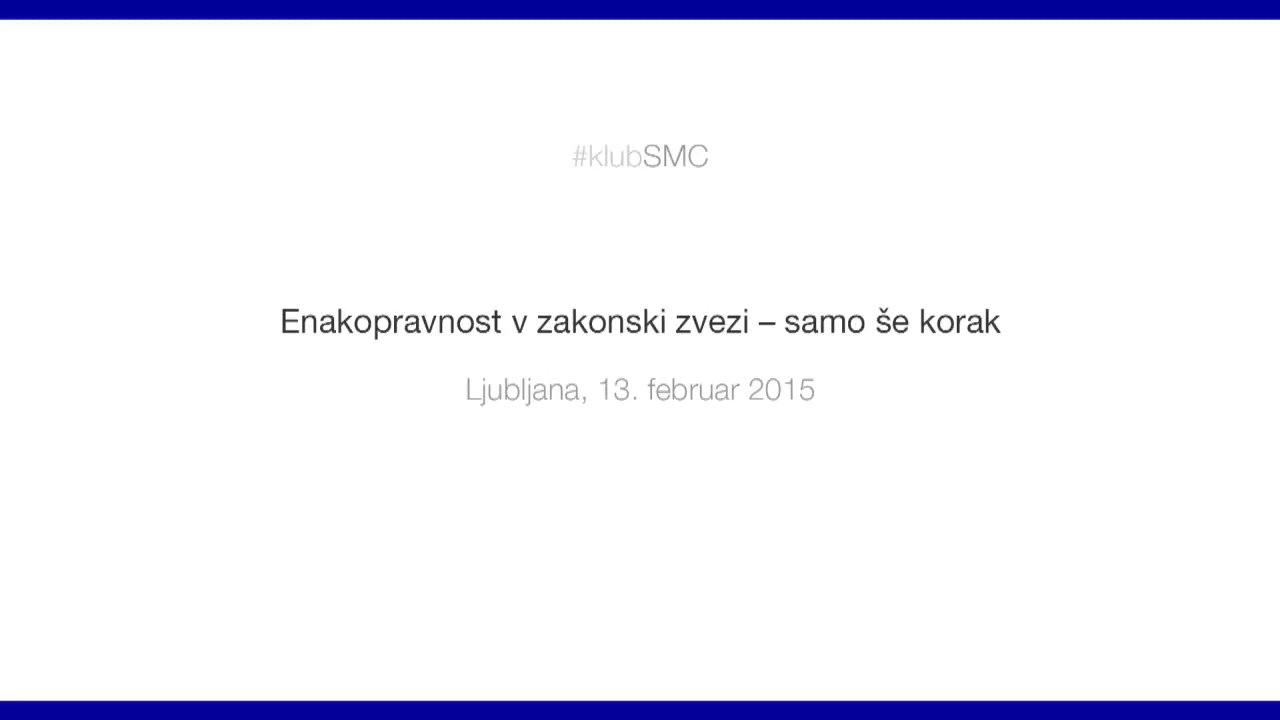 #klubSMC
Enakopravnost v zakonski zvezi – samo še korak
Ljubljana, 13. februar 2015